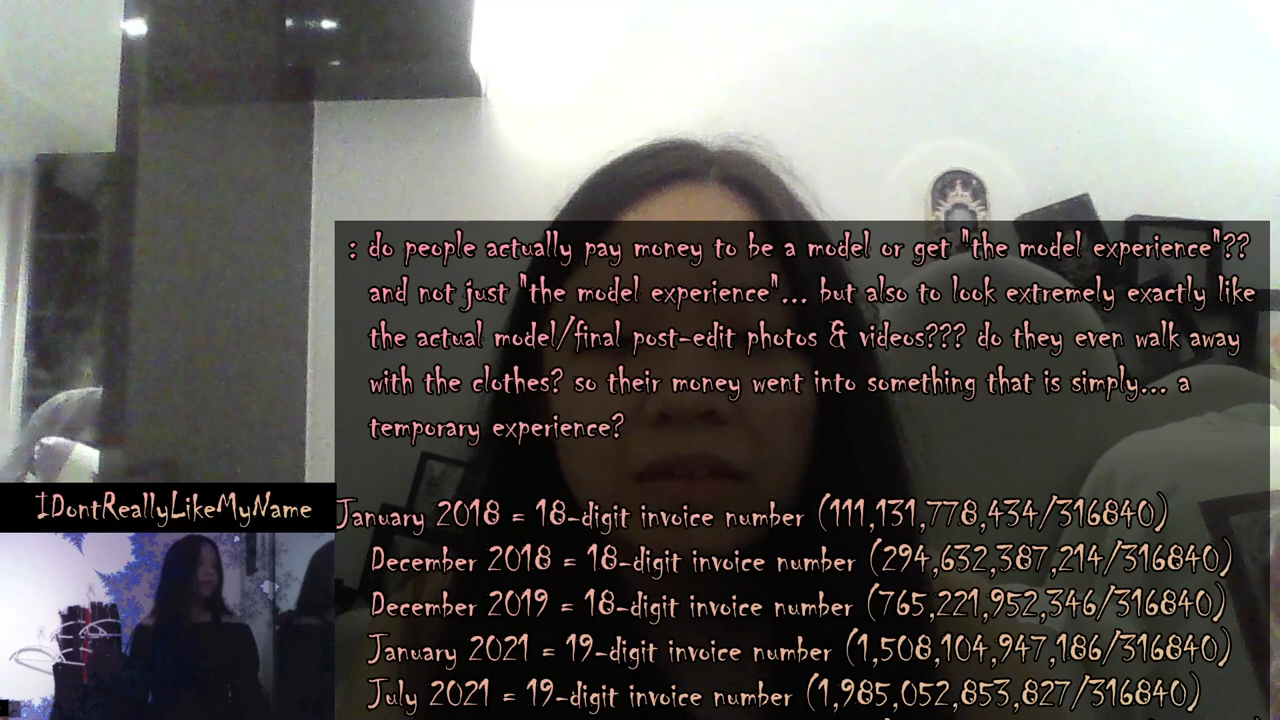 : do people actually pay money to be a model or get "the model experience"??
and not just "the model experience"... but also to look extremely exactly like
the actual model/final post-edit photos & videos??? do they even walk away
with the clothes? so their money went into something that is simply... a
temporary experience?
IDontReallyLikeMyName
January 2018 = 18-digit invoice number (111,131,778,434/316840)
December 2018 = 18-digit invoice number (294,632,387,214/316840)
December 2019 = 18-digit invoice number (765,221,952,346/316840)
January 2021 = 19-digit invoice number (1,508,104,947,186/316840)
July 2021 = 19-digit invoice number (1,985,052,853,827/316840)